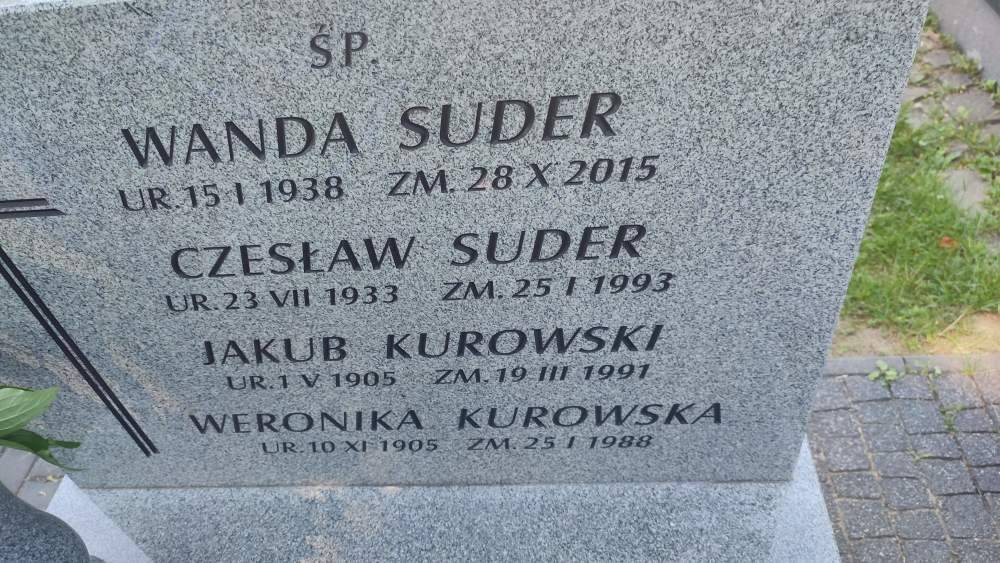 ŚP.
WANDA SUDER
UR. 15 I 1938 ZM. 28 X 2015
CZESŁAW SUDER
UR. 23 VII 1933 ZM. 25 I 1993
JAKUB KUROWSKI
UR. 1 V 1905 ZM. 19 III 1991
WERONIKA KUROWSKA
UR. 10 XI 1905 ZM. 25 I 1988